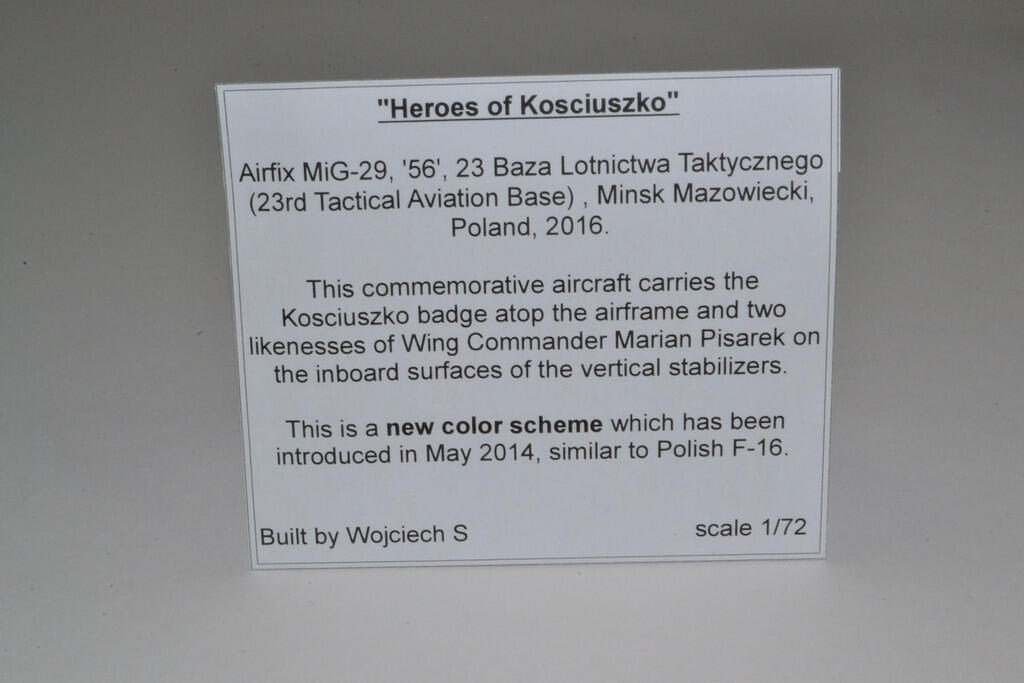 "Heroes of Kosciuszko"
Airfix MiG-29, '56', 23 Baza Lotnictwa Taktycznego
(23rd Tactical Aviation Base) , Minsk Mazowiecki,
Poland, 2016.
This commemorative aircraft carries the
Kosciuszko badge atop the airframe and two
likenesses of Wing Commander Marian Pisarek on
the inboard surfaces of the vertical stabilizers.
This is a new color scheme which has been
introduced in May 2014, similar to Polish F-16.
Built by Wojciech S
scale 1/72